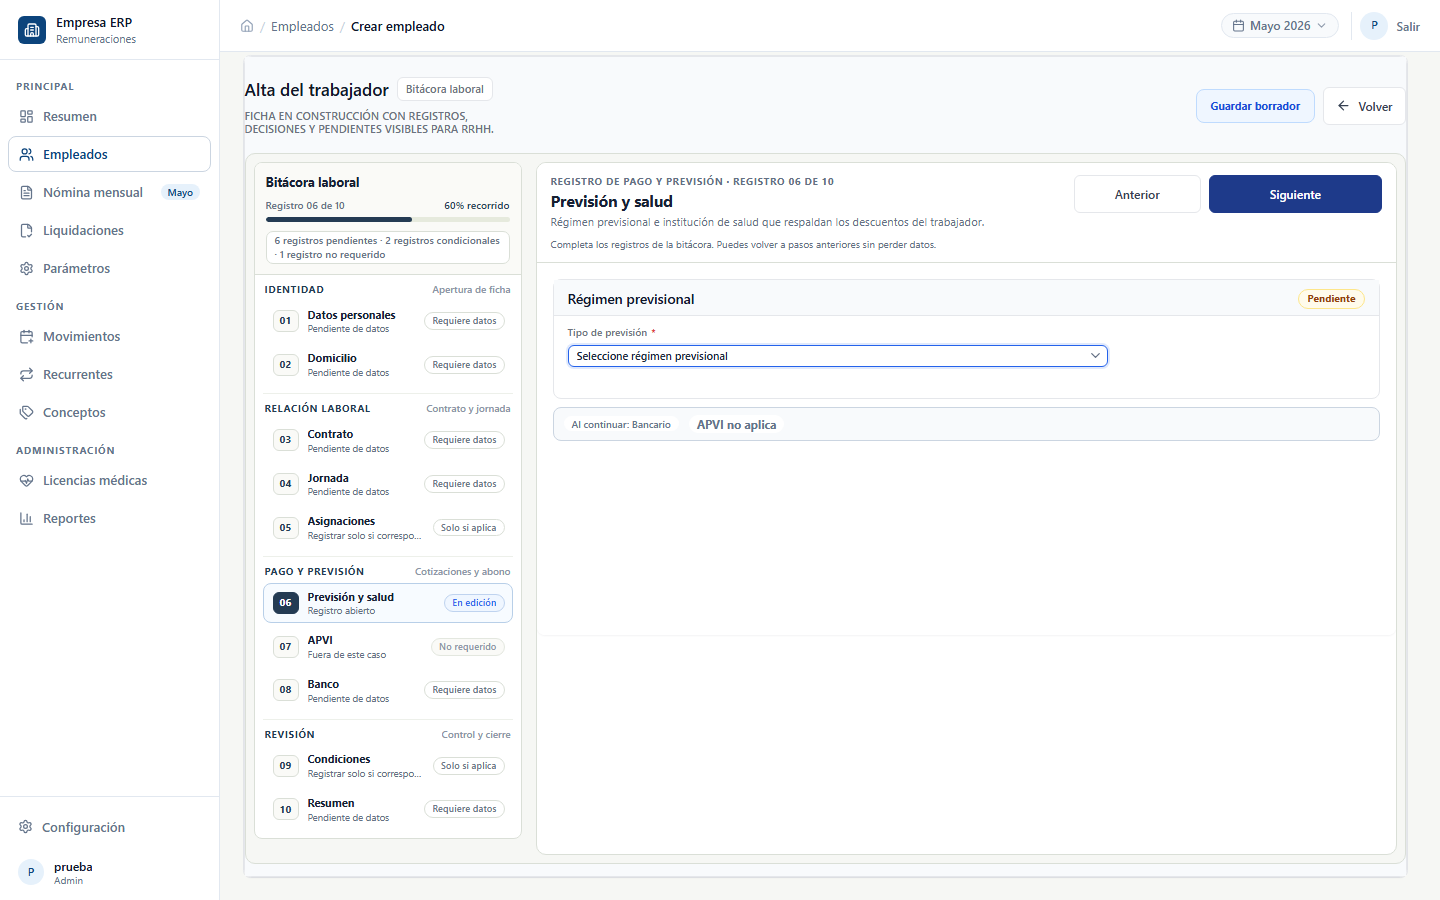 Empresa ERP
Remuneraciones
PRINCIPAL
Resumen
Empleados
Nómina mensual Mayo
Liquidaciones
Parámetros
GESTIÓN
Movimientos
Recurrentes
Conceptos
ADMINISTRACIÓN
Licencias médicas
Reportes
Configuración
P prueba
Admin
/ Empleados / Crear empleado
Mayo 2026
P Salir
Alta del trabajador Bitácora laboral
FICHA EN CONSTRUCCIÓN CON REGISTROS,
DECISIONES Y PENDIENTES VISIBLES PARA RRHH.
Guardar borrador
Volver
Bitácora laboral
Registro 06 de 10 60% recorrido
6 registros pendientes · 2 registros condicionales
· 1 registro no requerido
IDENTIDAD Apertura de ficha
01 Datos personales Requiere datos
Pendiente de datos
02 Domicilio Requiere datos
Pendiente de datos
RELACIÓN LABORAL Contrato y jornada
03 Contrato Requiere datos
Pendiente de datos
04 Jornada Requiere datos
Pendiente de datos
05 Asignaciones Solo si aplica
Registrar solo si correspo...
PAGO Y PREVISIÓN Cotizaciones y abono
06 Previsión y salud En edición
Registro abierto
07 APVI No requerido
Fuera de este caso
08 Banco Requiere datos
Pendiente de datos
REVISIÓN Control y cierre
09 Condiciones Solo si aplica
Registrar solo si correspo...
10 Resumen Requiere datos
Pendiente de datos
REGISTRO DE PAGO Y PREVISIÓN · REGISTRO 06 DE 10
Previsión y salud
Régimen previsional e institución de salud que respaldan los descuentos del trabajador.
Completa los registros de la bitácora. Puedes volver a pasos anteriores sin perder datos.
Anterior
Siguiente
Régimen previsional Pendiente
Tipo de previsión *
Seleccione régimen previsional
Al continuar: Bancario APVI no aplica